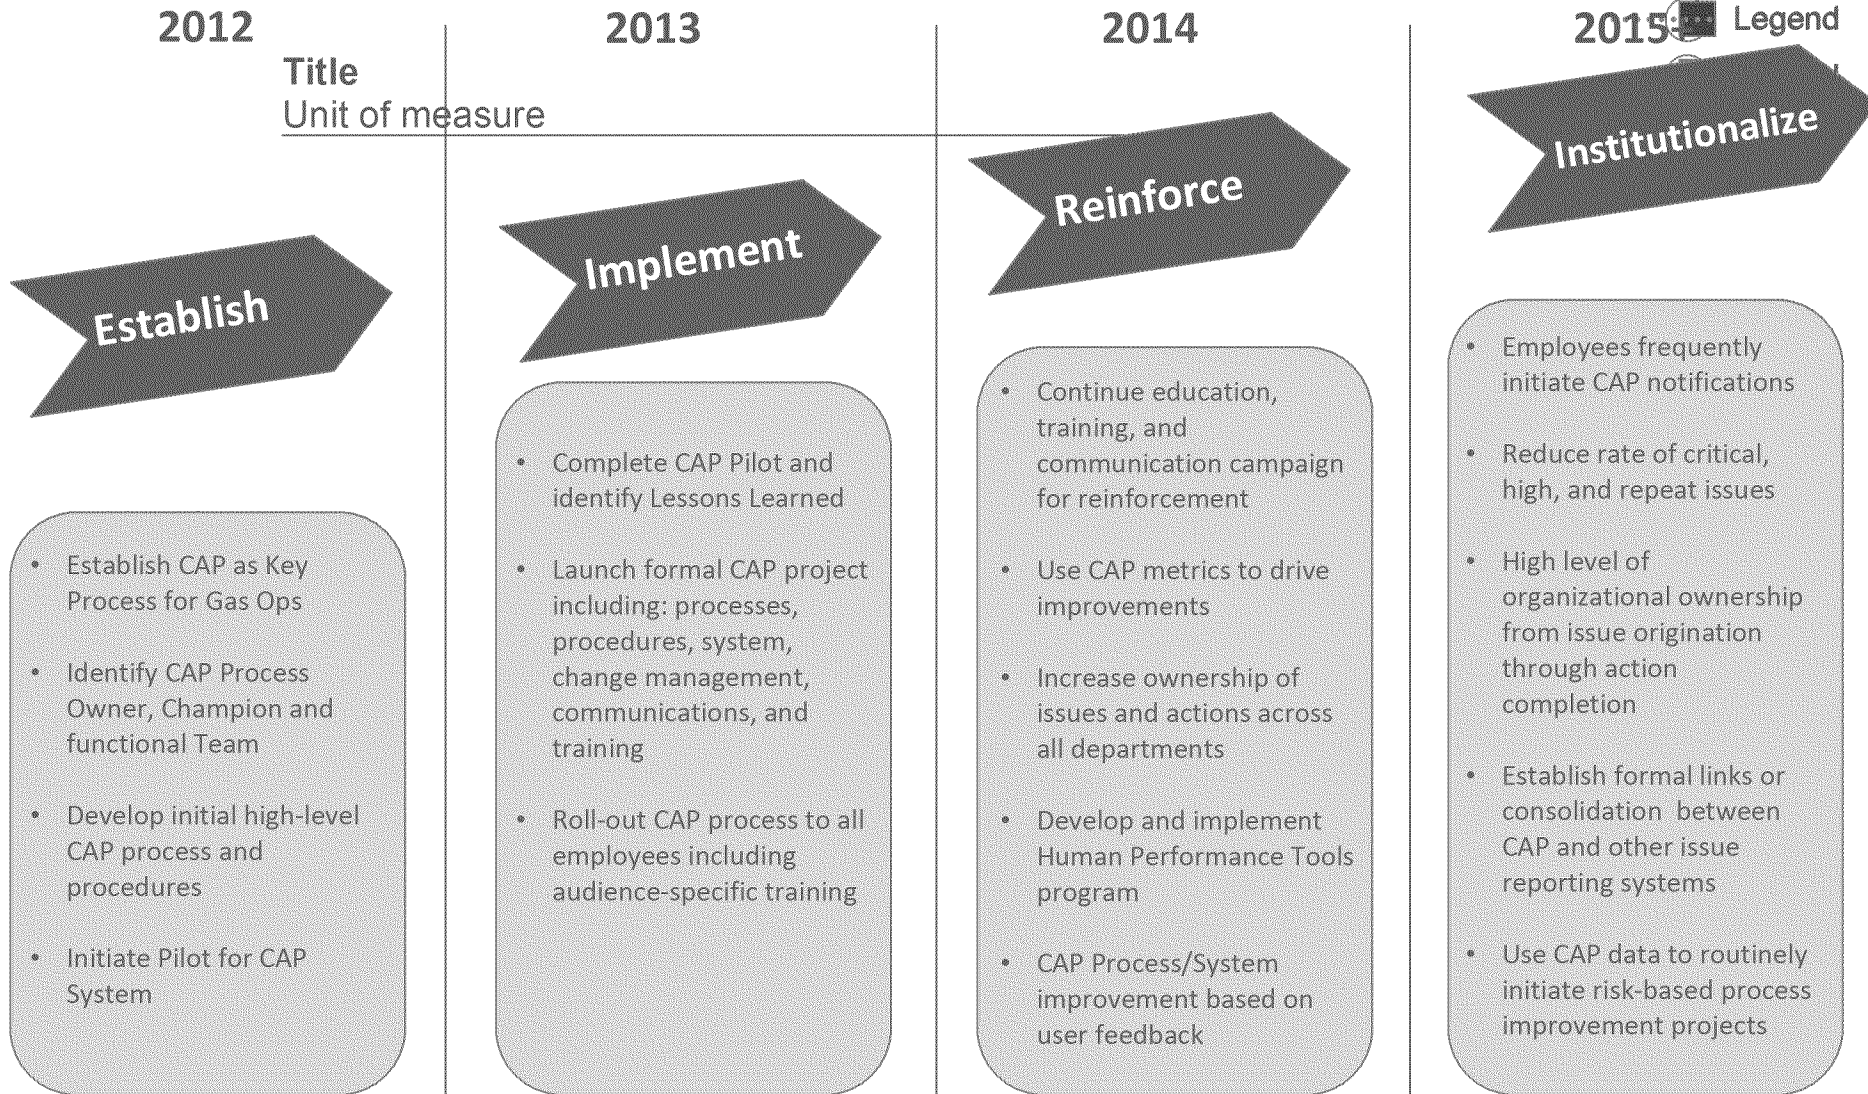 2012
2013
2014
2015
Legend
Title
Unit of measure
Establish
Implement
Reinforce
Institutionalize
• Establish CAP as Key
Process for Gas Ops
• Identify CAP Process
Owner, Champion and
functional Team
• Develop initial high-level
CAP process and
procedures
• Initiate Pilot for CAP
System
• Complete CAP Pilot and
identify Lessons Learned
• Launch formal CAP project
including: processes,
procedures, system,
change management,
communications, and
training
• Roll-out CAP process to all
employees including
audience-specific training
• Continue education,
training, and
communication campaign
for reinforcement
• Use CAP metrics to drive
improvements
• Increase ownership of
issues and actions across
all departments
• Develop and implement
Human Performance Tools
program
• CAP Process/System
improvement based on
user feedback
• Employees frequently
initiate CAP notifications
• Reduce rate of critical,
high, and repeat issues
• High level of
organizational ownership
from issue origination
through action
completion
• Establish formal links or
consolidation between
CAP and other issue
reporting systems
• Use CAP data to routinely
initiate risk-based process
improvement projects